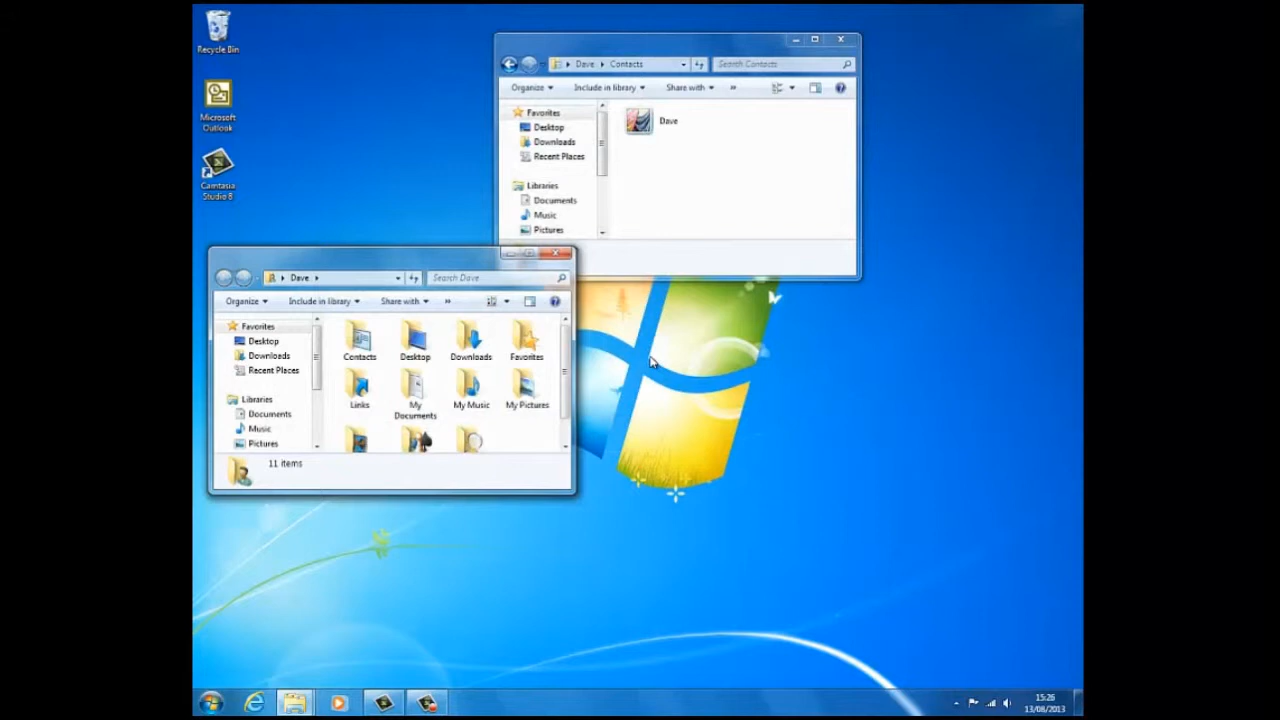 Recycle Bin
Microsoft
Outlook
Camtasia
Studio 8
Dave
Contacts
Search Contacts
Organize
Include in library
Share with
»
Favorites
Desktop
Downloads
Recent Places
Libraries
Documents
Music
Pictures
Dave
Dave
Search Dave
Organize
Include in library
Share with
»
Favorites
Desktop
Downloads
Recent Places
Libraries
Documents
Music
Pictures
Contacts
Desktop
Downloads
Favorites
Links
My
Documents
My Music
My Pictures
11 items
15:26
13/08/2013